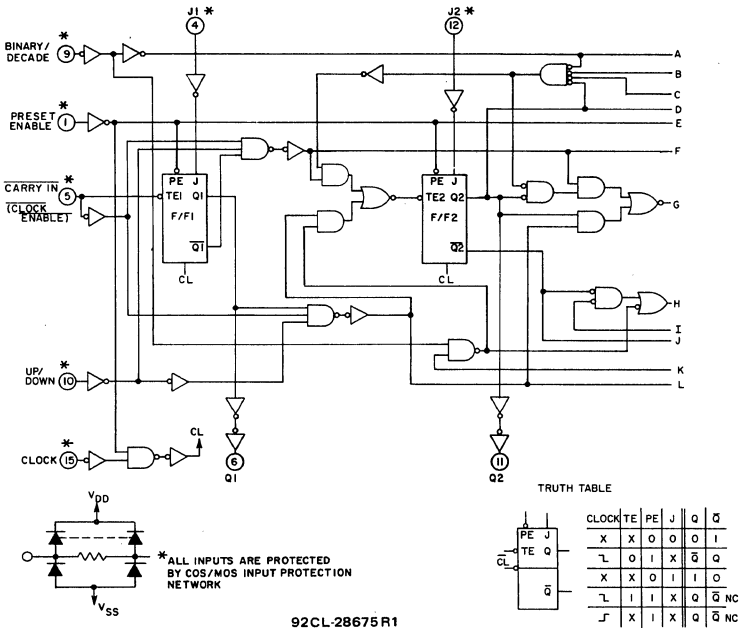 J1 *
4
J2 *
12
*
BINARY/
DECADE
9
A
B
C
D
*
PRESET
ENABLE
1
E
F
*
CARRY IN
5
(CLOCK
ENABLE)
PE J
TE1 Q1
F/F1
Q1
CL
PE J
TE2 Q2
F/F2
Q2
CL
G
H
I
J
K
L
*
UP/
DOWN
10
*
CLOCK
15
CL
6
Q1
11
Q2
VDD
VSS
*ALL INPUTS ARE PROTECTED
BY COS/MOS INPUT PROTECTION
NETWORK
TRUTH TABLE
PE J
TE Q
CL
Q
CLOCK TE PE J Q Q̅
X X 0 0 0 1
0 1 X Q̅ Q
X X 0 1 1 0
1 1 X Q Q̅ NC
X 1 X Q Q̅ NC
92CL-28675R1